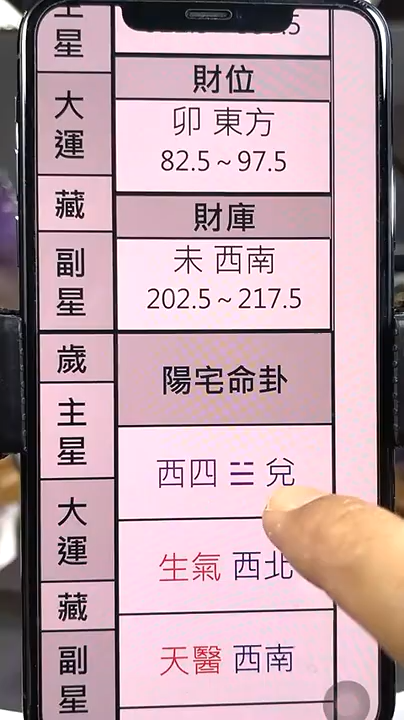 主
星
大
運
藏
副
星
歲
主
星
大
運
藏
副
星
財位
卯 東方
82.5~97.5
財庫
未 西南
202.5~217.5
陽宅命卦
西四 ☱ 兌
生氣 西北
天醫 西南